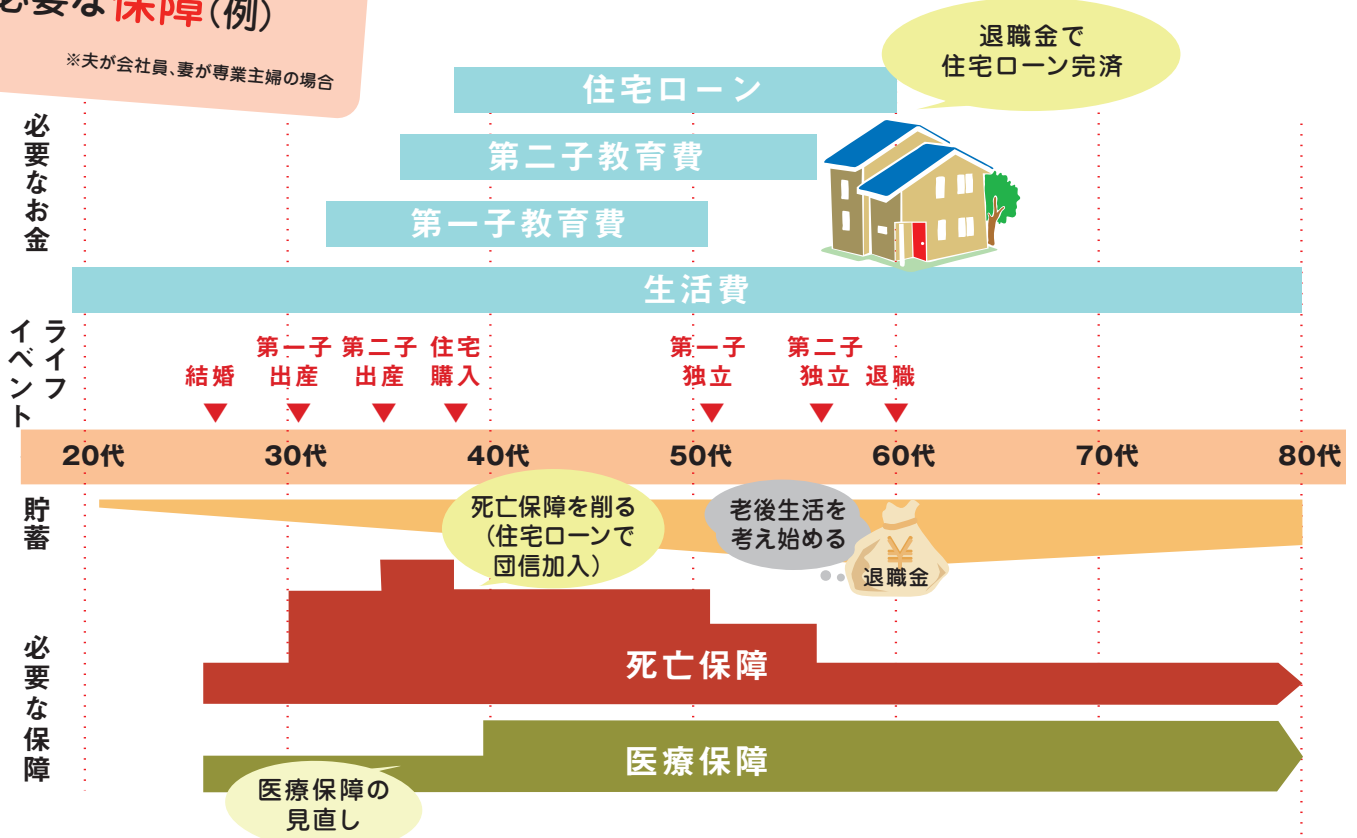 必要な保障(例)
※夫が会社員、妻が専業主婦の場合
退職金で
住宅ローン完済
必要なお金
住宅ローン
第二子教育費
第一子教育費
生活費
ライフ
イベント
結婚
第一子
出産
第二子
出産
住宅
購入
第一子
独立
第二子
独立
退職
20代
30代
40代
50代
60代
70代
80代
貯蓄
死亡保障を削る
(住宅ローンで
団信加入)
老後生活を
考え始める
¥
退職金
必要な保障
死亡保障
医療保障
医療保障の
見直し